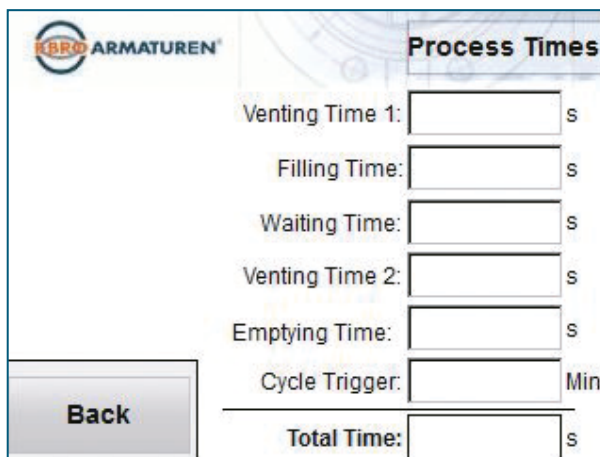 EBRO ARMATUREN®
Process Times
Venting Time 1: s
Filling Time: s
Waiting Time: s
Venting Time 2: s
Emptying Time: s
Cycle Trigger: Min
Back
Total Time: s